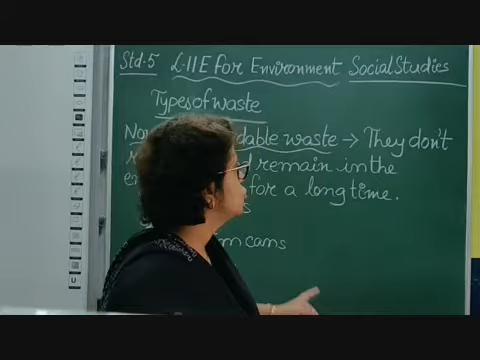 Std-5 L-11 E for Environment Social Studies
Types of waste
dable waste → They don't
remain in the
for a long time.
cans